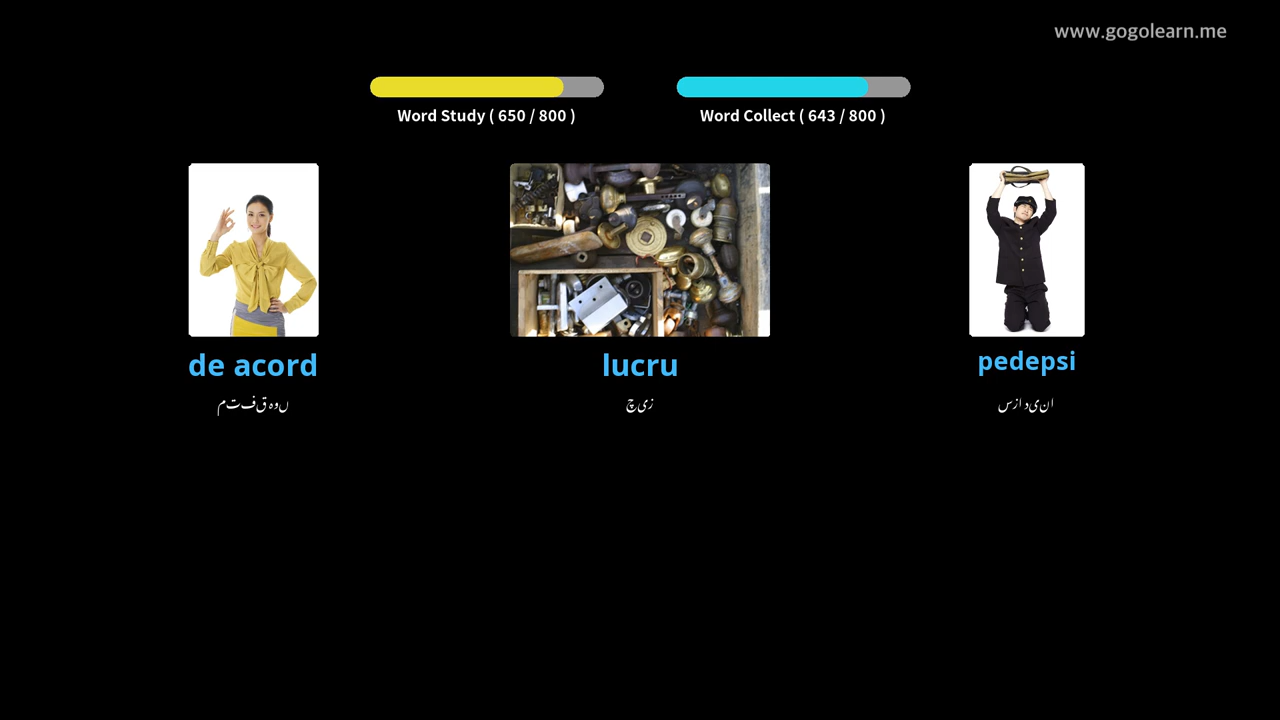 www.gogolearn.me
Word Study ( 650 / 800 )
Word Collect ( 643 / 800 )
de acord
lucru
pedepsi
متفق ہوں
چیز
سزا دینا